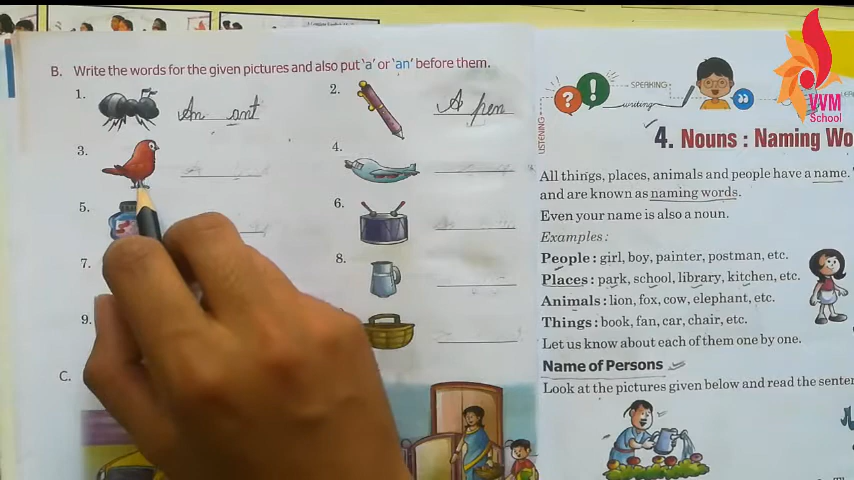 B. Write the words for the given pictures and also put 'a' or 'an' before them.
1. An ant
2. A pen
3.
4.
5.
6.
7.
8.
9.
C.
LISTENING
SPEAKING
writing
VVM
School
4. Nouns : Naming Wo
All things, places, animals and people have a name.
and are known as naming words.
Even your name is also a noun.
Examples :
People : girl, boy, painter, postman, etc.
Places : park, school, library, kitchen, etc.
Animals : lion, fox, cow, elephant, etc.
Things : book, fan, car, chair, etc.
Let us know about each of them one by one.
Name of Persons
Look at the pictures given below and read the senten